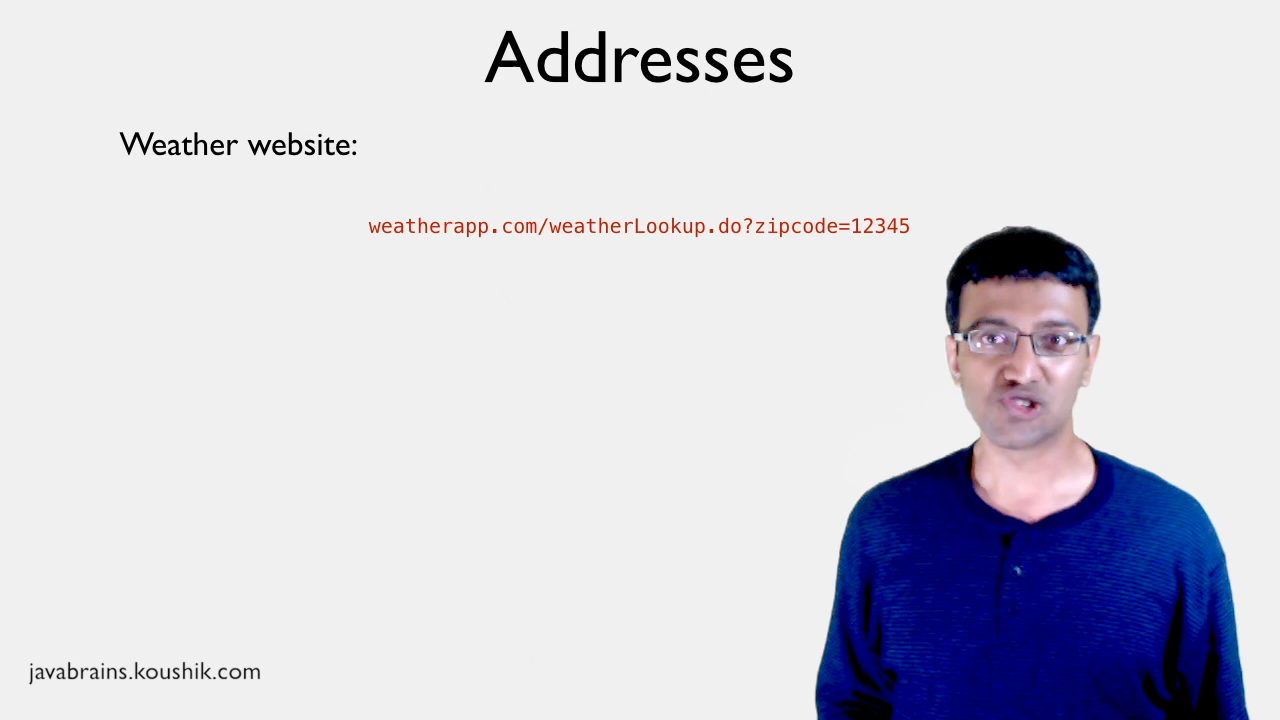 Addresses
Weather website:
weatherapp.com/weatherLookup.do?zipcode=12345
javabrains.koushik.com